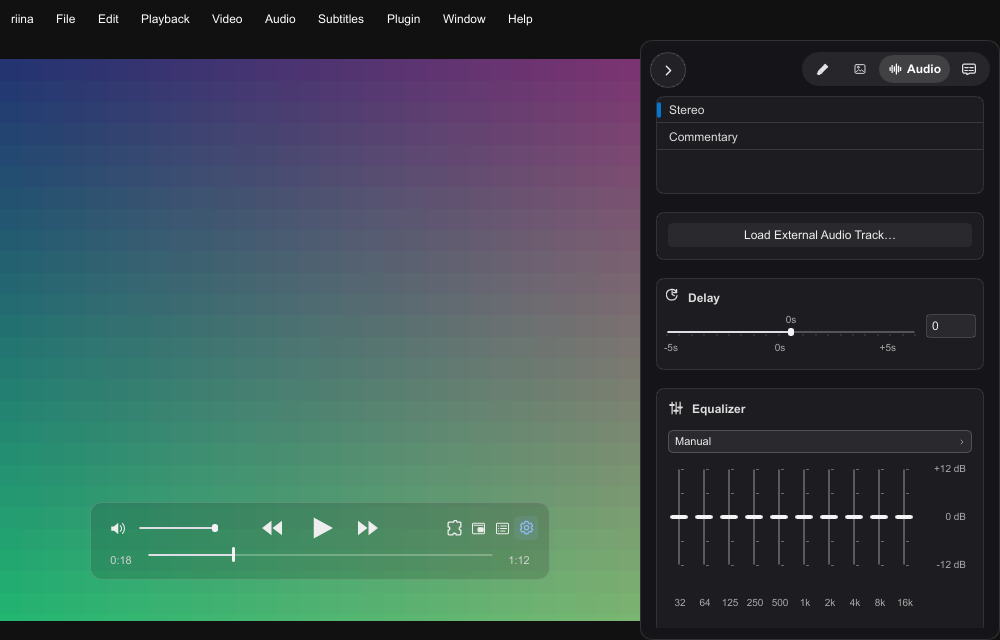 riina File Edit Playback Video Audio Subtitles Plugin Window Help
Audio
Stereo
Commentary
Load External Audio Track…
Delay
0s
0
-5s 0s +5s
Equalizer
Manual
+12 dB
0 dB
-12 dB
32 64 125 250 500 1k 2k 4k 8k 16k
0:18 1:12